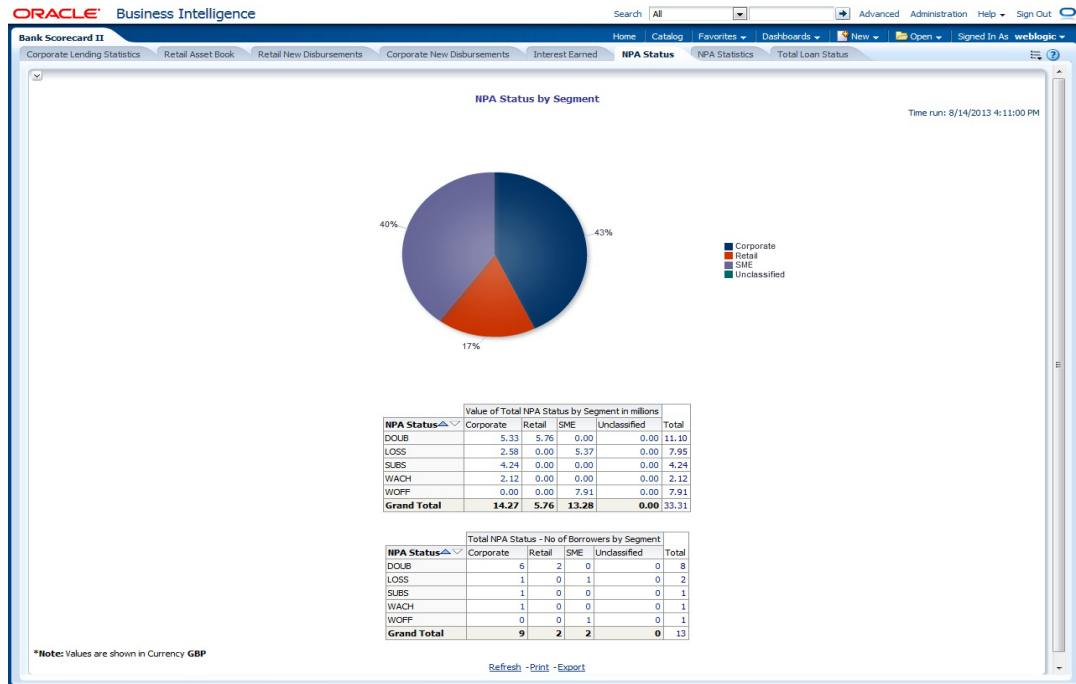 ORACLE Business Intelligence
Search All Advanced Administration Help Sign Out
Bank Scorecard II
Home Catalog Favorites Dashboards New Open Signed In As weblogic
Corporate Lending Statistics Retail Asset Book Retail New Disbursements Corporate New Disbursements Interest Earned NPA Status NPA Statistics Total Loan Status
NPA Status by Segment
Time run: 8/14/2013 4:11:00 PM
40%
43%
17%
Corporate
Retail
SME
Unclassified
Value of Total NPA Status by Segment in millions
NPA Status Corporate Retail SME Unclassified Total
DOUB 5.33 5.76 0.00 0.00 11.10
LOSS 2.58 0.00 5.37 0.00 7.95
SUBS 4.24 0.00 0.00 0.00 4.24
WACH 2.12 0.00 0.00 0.00 2.12
WOFF 0.00 0.00 7.91 0.00 7.91
Grand Total 14.27 5.76 13.28 0.00 33.31
Total NPA Status - No of Borrowers by Segment
NPA Status Corporate Retail SME Unclassified Total
DOUB 6 2 0 0 8
LOSS 1 0 1 0 2
SUBS 1 0 0 0 1
WACH 1 0 0 0 1
WOFF 0 0 1 0 1
Grand Total 9 2 2 0 13
*Note: Values are shown in Currency GBP
Refresh - Print - Export